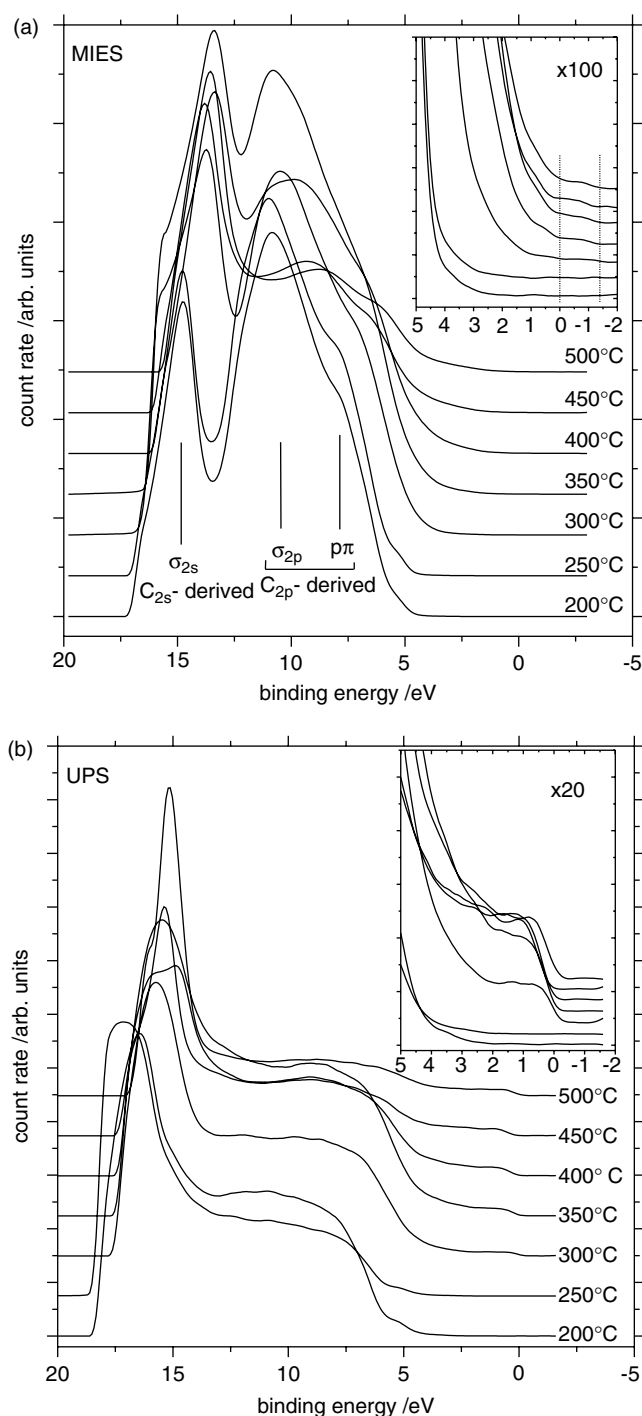 (a)
MIES
x100
5 4 3 2 1 0 -1 -2
count rate /arb. units
500°C
450°C
400°C
350°C
300°C
250°C
200°C
σ2s
σ2p
pπ
C2s- derived
C2p- derived
20 15 10 5 0 -5
binding energy /eV
(b)
UPS
x20
5 4 3 2 1 0 -1 -2
count rate /arb. units
500°C
450°C
400° C
350°C
300°C
250°C
200°C
20 15 10 5 0 -5
binding energy /eV